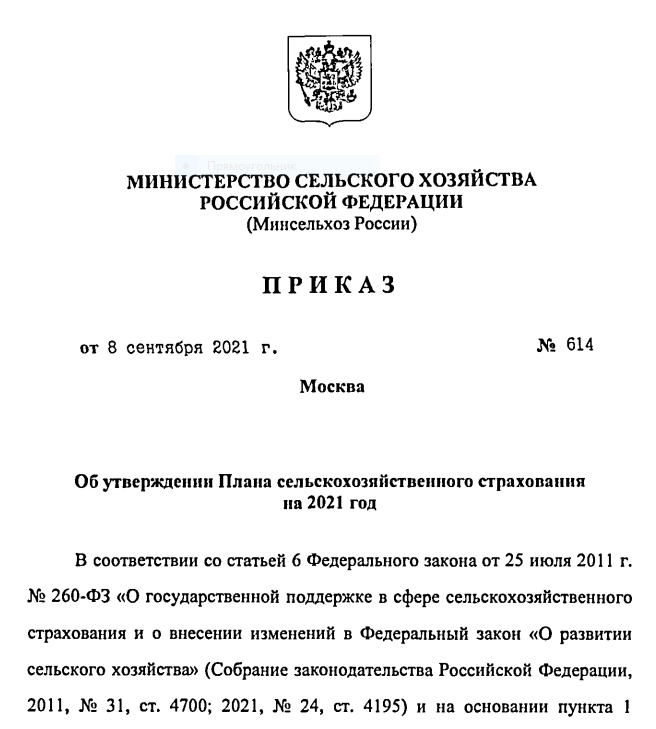 Прямоугольник
МИНИСТЕРСТВО СЕЛЬСКОГО ХОЗЯЙСТВА
РОССИЙСКОЙ ФЕДЕРАЦИИ
(Минсельхоз России)
ПРИКАЗ
от 8 сентября 2021 г. № 614
Москва
Об утверждении Плана сельскохозяйственного страхования
на 2021 год
В соответствии со статьей 6 Федерального закона от 25 июля 2011 г.
№ 260-ФЗ «О государственной поддержке в сфере сельскохозяйственного
страхования и о внесении изменений в Федеральный закон «О развитии
сельского хозяйства» (Собрание законодательства Российской Федерации,
2011, № 31, ст. 4700; 2021, № 24, ст. 4195) и на основании пункта 1